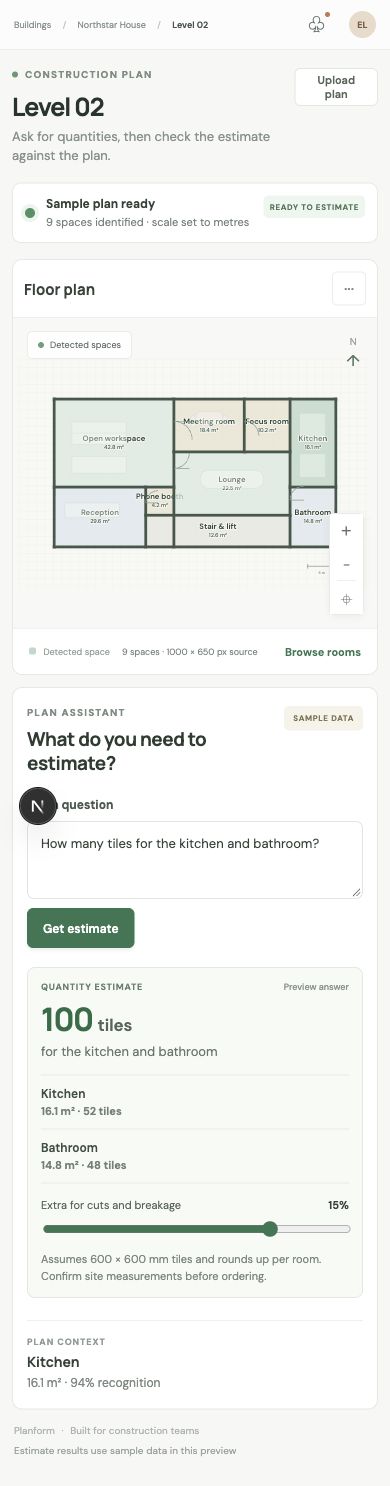 Buildings / Northstar House / Level 02
EL
CONSTRUCTION PLAN
Upload
plan
Level 02
Ask for quantities, then check the estimate
against the plan.
Sample plan ready
READY TO ESTIMATE
9 spaces identified · scale set to metres
Floor plan
...
Detected spaces
N
Meeting room
18.4 m²
Focus room
10.2 m²
Open workspace
42.8 m²
Kitchen
16.1 m²
Lounge
22.5 m²
Phone booth
4.2 m²
Reception
29.6 m²
Bathroom
14.8 m²
Stair & lift
12.6 m²
+
-
Detected space
9 spaces · 1000 × 650 px source
Browse rooms
PLAN ASSISTANT
SAMPLE DATA
What do you need to
estimate?
N
question
How many tiles for the kitchen and bathroom?
Get estimate
QUANTITY ESTIMATE
Preview answer
100 tiles
for the kitchen and bathroom
Kitchen
16.1 m² · 52 tiles
Bathroom
14.8 m² · 48 tiles
Extra for cuts and breakage
15%
Assumes 600 × 600 mm tiles and rounds up per room.
Confirm site measurements before ordering.
PLAN CONTEXT
Kitchen
16.1 m² · 94% recognition
Planform · Built for construction teams
Estimate results use sample data in this preview